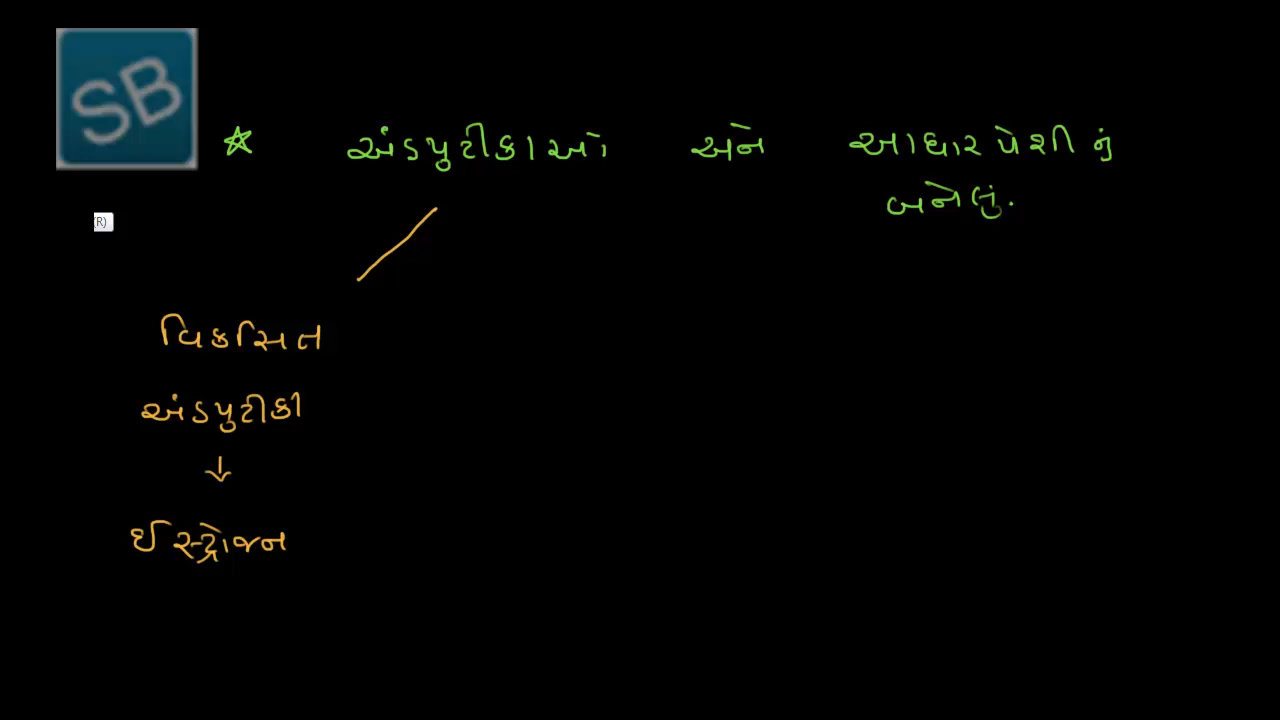 SB
☆ અંડપુટીકાઓ અને આધારપેશીનું
બનેલું.
(R)
વિકસિત
અંડપુટીકા
↓
ઈસ્ટ્રોજન